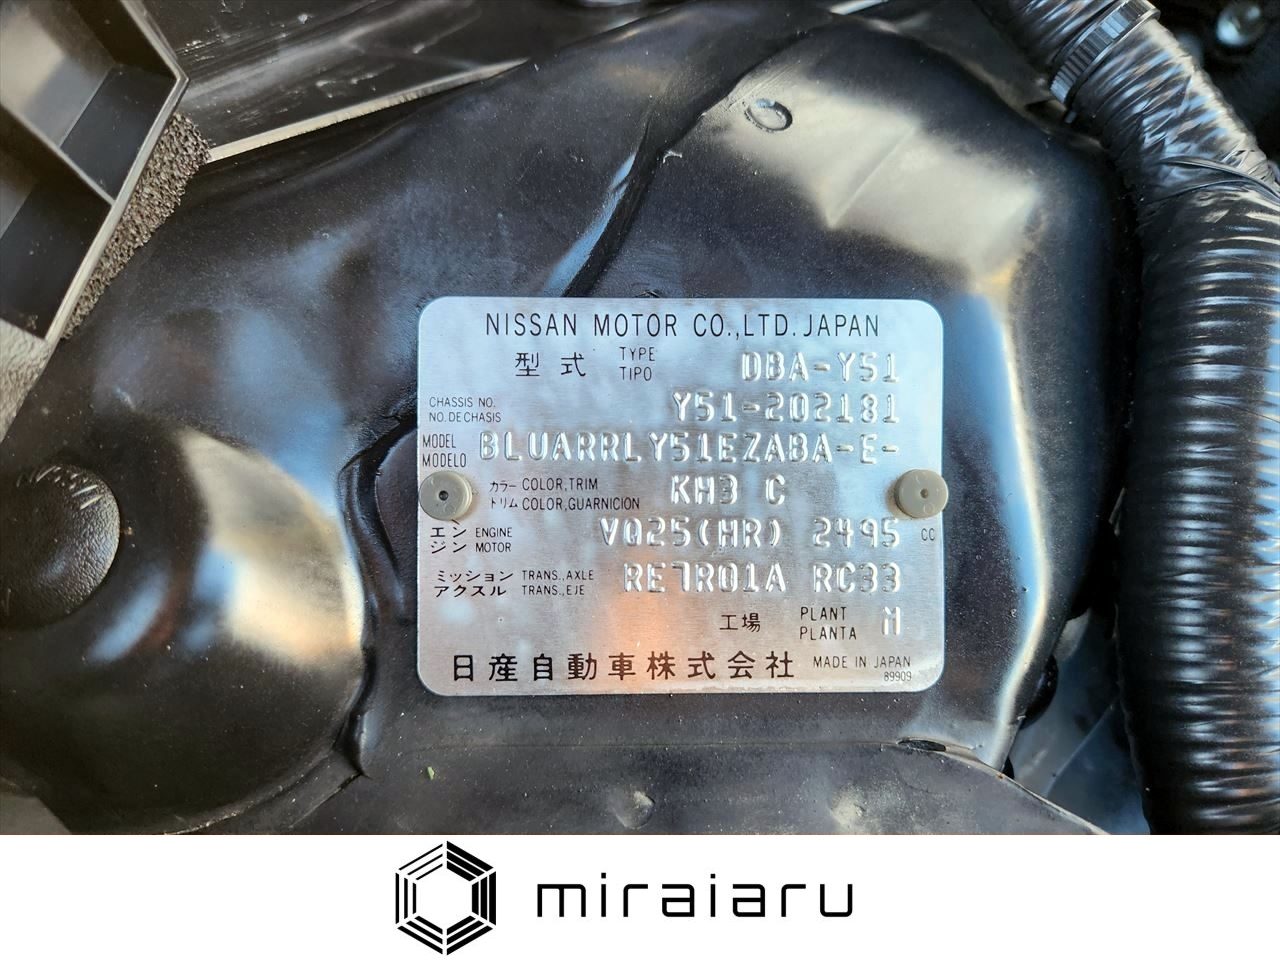 NISSAN MOTOR CO.,LTD. JAPAN
型式 TYPE TIPO DBA-Y51
CHASSIS NO. NO. DE CHASIS Y51-202181
MODEL MODELO BLUARRLY51EZABA-E-
カラー COLOR,TRIM トリム COLOR,GUARNICION KH3 C
エンジン ENGINE MOTOR VQ25(HR) 2495 CC
ミッション TRANS.,AXLE アクスル TRANS.,EJE RE7R01A RC33
工場 PLANT PLANTA M
日産自動車株式会社 MADE IN JAPAN
89909
miraiaru